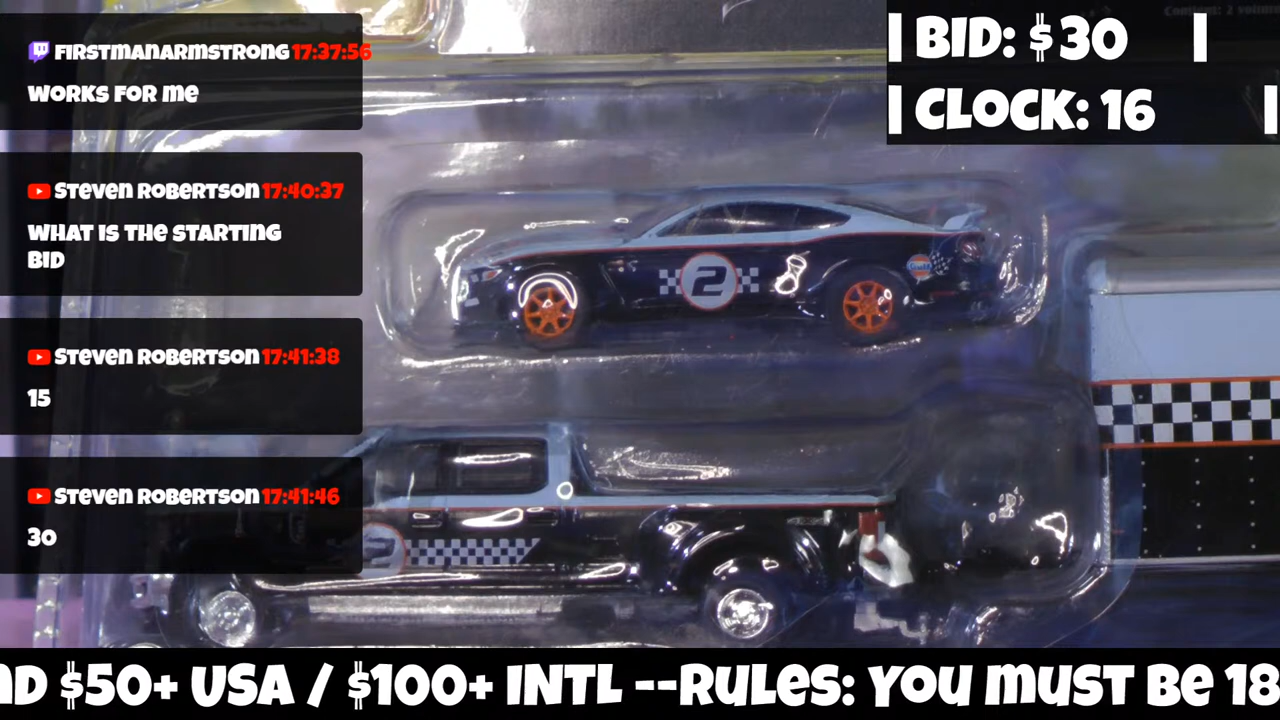 FIRSTMANARMSTRONG 17:37:56
WORKS FOR ME
STEVEN ROBERTSON 17:40:37
WHAT IS THE STARTING
BID
STEVEN ROBERTSON 17:41:38
15
STEVEN ROBERTSON 17:41:46
30
| BID: $30 |
| CLOCK: 16 |
2
Gulf
2
ND $50+ USA / $100+ INTL --RULES: YOU MUST BE 18